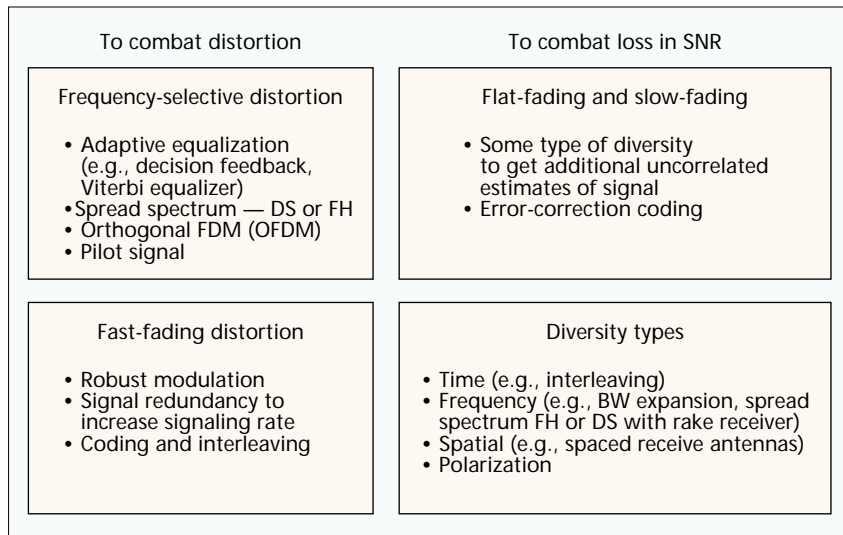 To combat distortion
Frequency-selective distortion
• Adaptive equalization
(e.g., decision feedback,
Viterbi equalizer)
•Spread spectrum — DS or FH
• Orthogonal FDM (OFDM)
• Pilot signal
Fast-fading distortion
• Robust modulation
• Signal redundancy to
increase signaling rate
• Coding and interleaving
To combat loss in SNR
Flat-fading and slow-fading
• Some type of diversity
to get additional uncorrelated
estimates of signal
• Error-correction coding
Diversity types
• Time (e.g., interleaving)
• Frequency (e.g., BW expansion, spread
spectrum FH or DS with rake receiver)
• Spatial (e.g., spaced receive antennas)
• Polarization